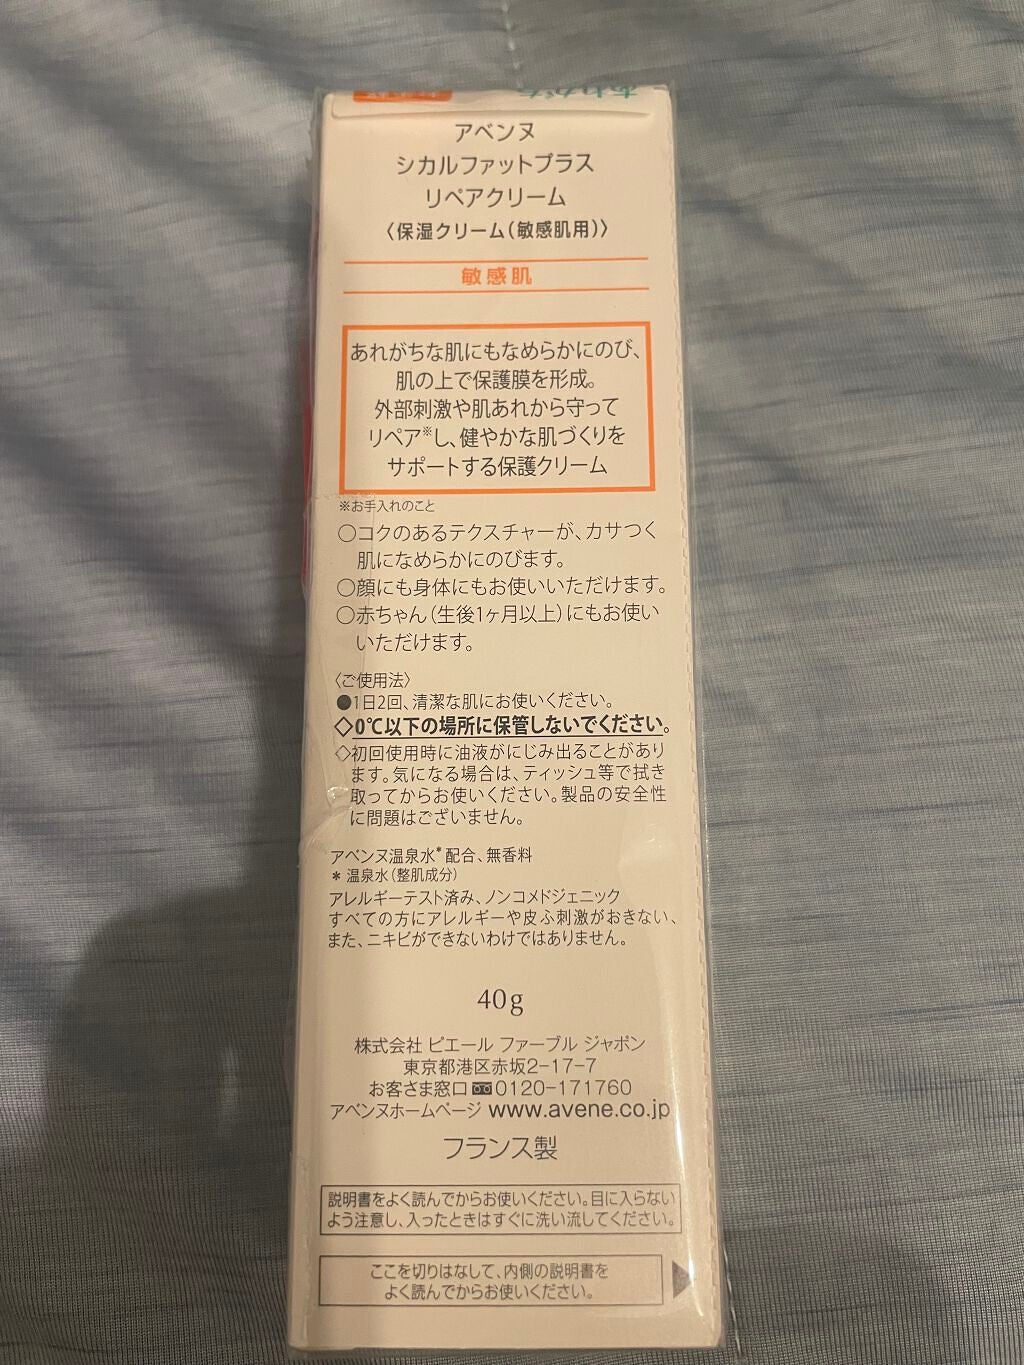 アベンヌ
シカルファットプラス
リペアクリーム
〈保湿クリーム(敏感肌用)〉
敏感肌
あれがちな肌にもなめらかにのび、
肌の上で保護膜を形成。
外部刺激や肌あれから守って
リペア※し、健やかな肌づくりを
サポートする保護クリーム
※お手入れのこと
○コクのあるテクスチャーが、カサつく
肌になめらかにのびます。
○顔にも身体にもお使いいただけます。
○赤ちゃん(生後1ヶ月以上)にもお使い
いただけます。
〈ご使用法〉
●1日2回、清潔な肌にお使いください。
◇0℃以下の場所に保管しないでください。
◇初回使用時に油液がにじみ出ることがあり
ます。気になる場合は、ティッシュ等で拭き
取ってからお使いください。製品の安全性
に問題はございません。
アベンヌ温泉水*配合、無香料
* 温泉水(整肌成分)
アレルギーテスト済み、ノンコメドジェニック
すべての方にアレルギーや皮ふ刺激がおきない、
また、ニキビができないわけではありません。
40g
株式会社 ピエール ファーブル ジャポン
東京都港区赤坂2-17-7
お客さま窓口 0120-171760
アベンヌホームページ www.avene.co.jp
フランス製
説明書をよく読んでからお使いください。目に入らない
よう注意し、入ったときはすぐに洗い流してください。
ここを切りはなして、内側の説明書を
よく読んでからお使いください。